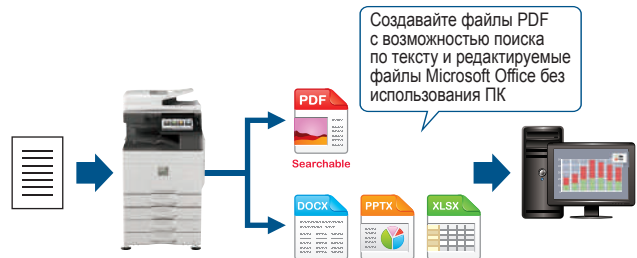 Создавайте файлы PDF
с возможностью поиска
по тексту и редактируемые
файлы Microsoft Office без
использования ПК
PDF
Searchable
DOCX
PPTX
XLSX